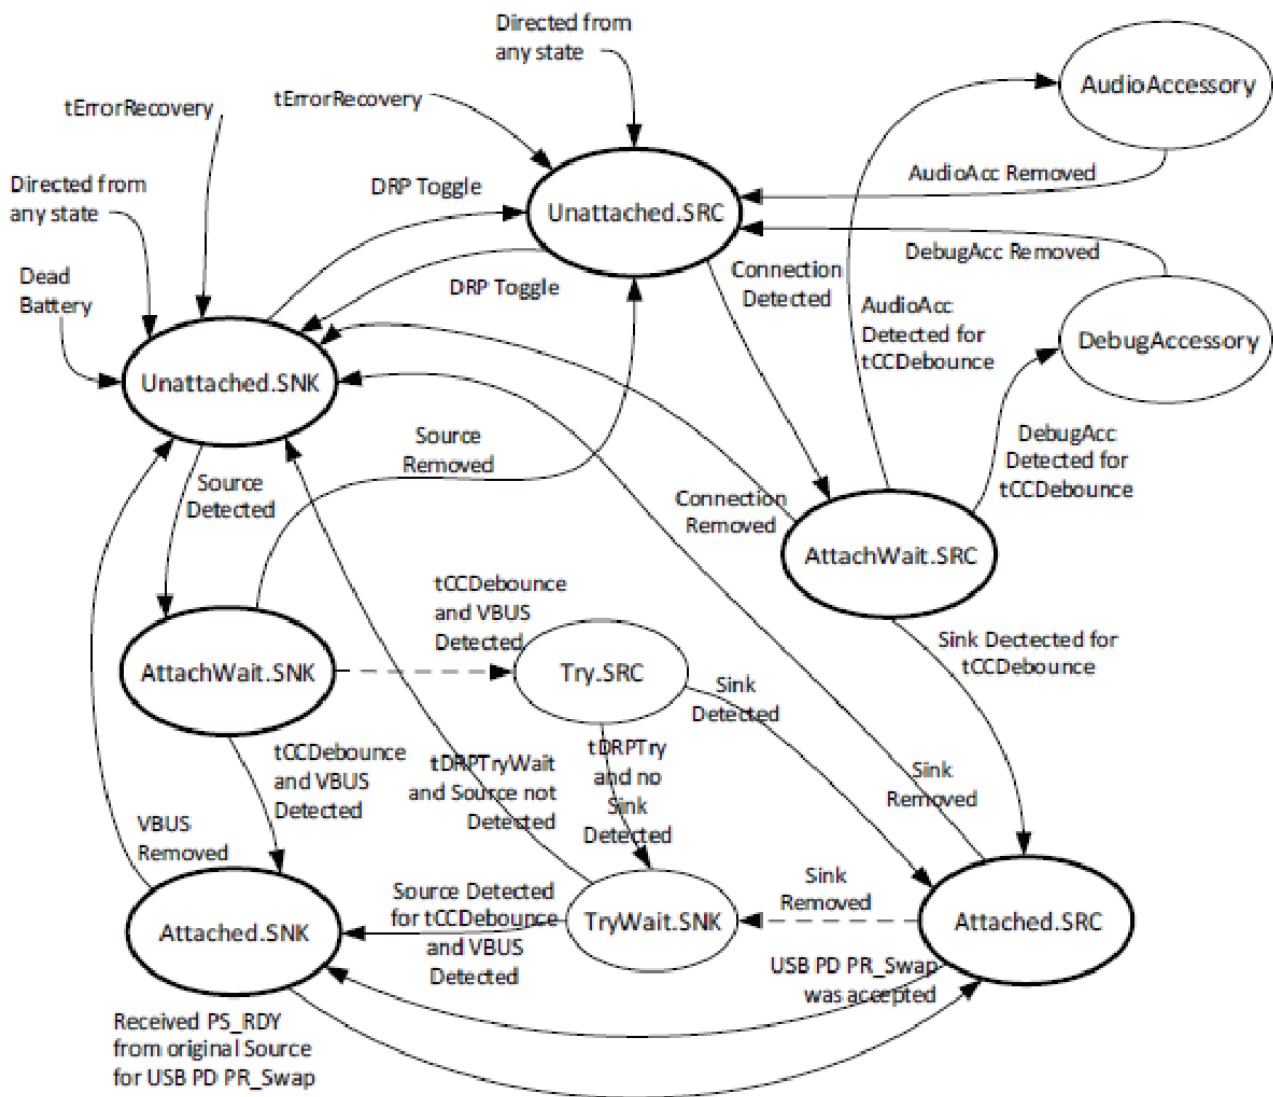 Directed from
any state
AudioAccessory
tErrorRecovery
tErrorRecovery
AudioAcc Removed
DRP Toggle
Directed from
any state
Unattached.SRC
DebugAcc Removed
Connection
Detected
Dead
Battery
DRP Toggle
AudioAcc
Detected for
tCCDebounce
DebugAccessory
Unattached.SNK
Source
Removed
DebugAcc
Detected for
tCCDebounce
Source
Detected
Connection
Removed
AttachWait.SRC
tCCDebounce
and VBUS
Detected
Sink Dectected for
tCCDebounce
AttachWait.SNK
Try.SRC
Sink
Detected
tCCDebounce
and VBUS
Detected
tDRPTryWait
and Source not
Detected
tDRPTry
and no
Sink
Detected
Sink
Removed
VBUS
Removed
Source Detected
for tCCDebounce
and VBUS
Detected
Sink
Removed
Attached.SNK
TryWait.SNK
Attached.SRC
USB PD PR_Swap
was accepted
Received PS_RDY
from original Source
for USB PD PR_Swap